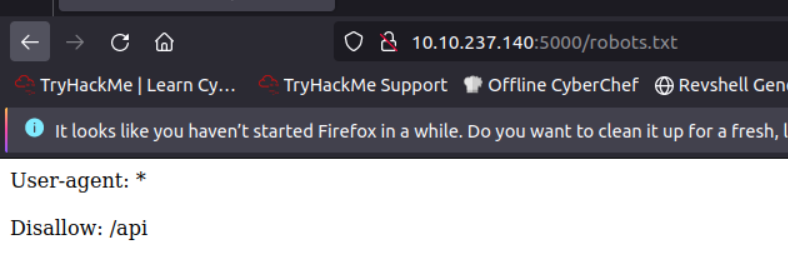 10.10.237.140:5000/robots.txt
TryHackMe | Learn Cy... TryHackMe Support Offline CyberChef Revshell Gen
It looks like you haven't started Firefox in a while. Do you want to clean it up for a fresh, l
User-agent: *
Disallow: /api